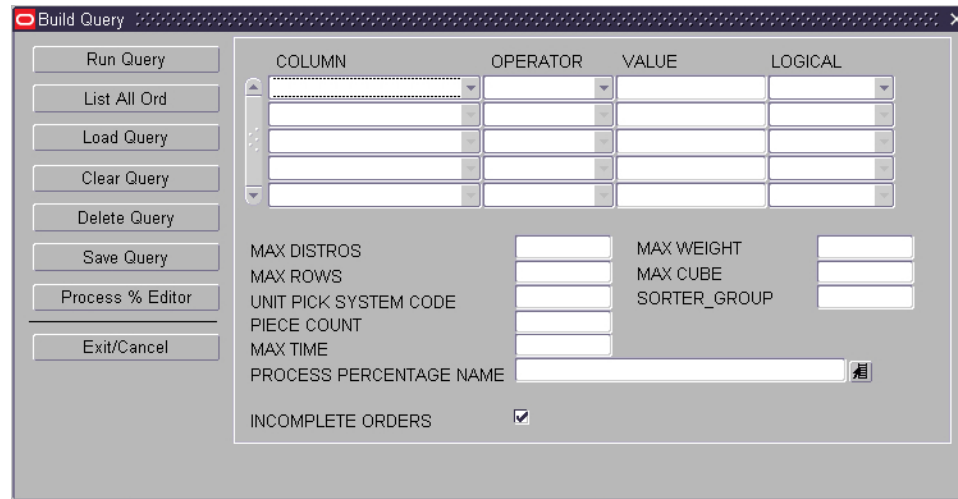 Build Query
Run Query
List All Ord
Load Query
Clear Query
Delete Query
Save Query
Process % Editor
Exit/Cancel
COLUMN OPERATOR VALUE LOGICAL
MAX DISTROS MAX WEIGHT
MAX ROWS MAX CUBE
UNIT PICK SYSTEM CODE SORTER_GROUP
PIECE COUNT
MAX TIME
PROCESS PERCENTAGE NAME
INCOMPLETE ORDERS